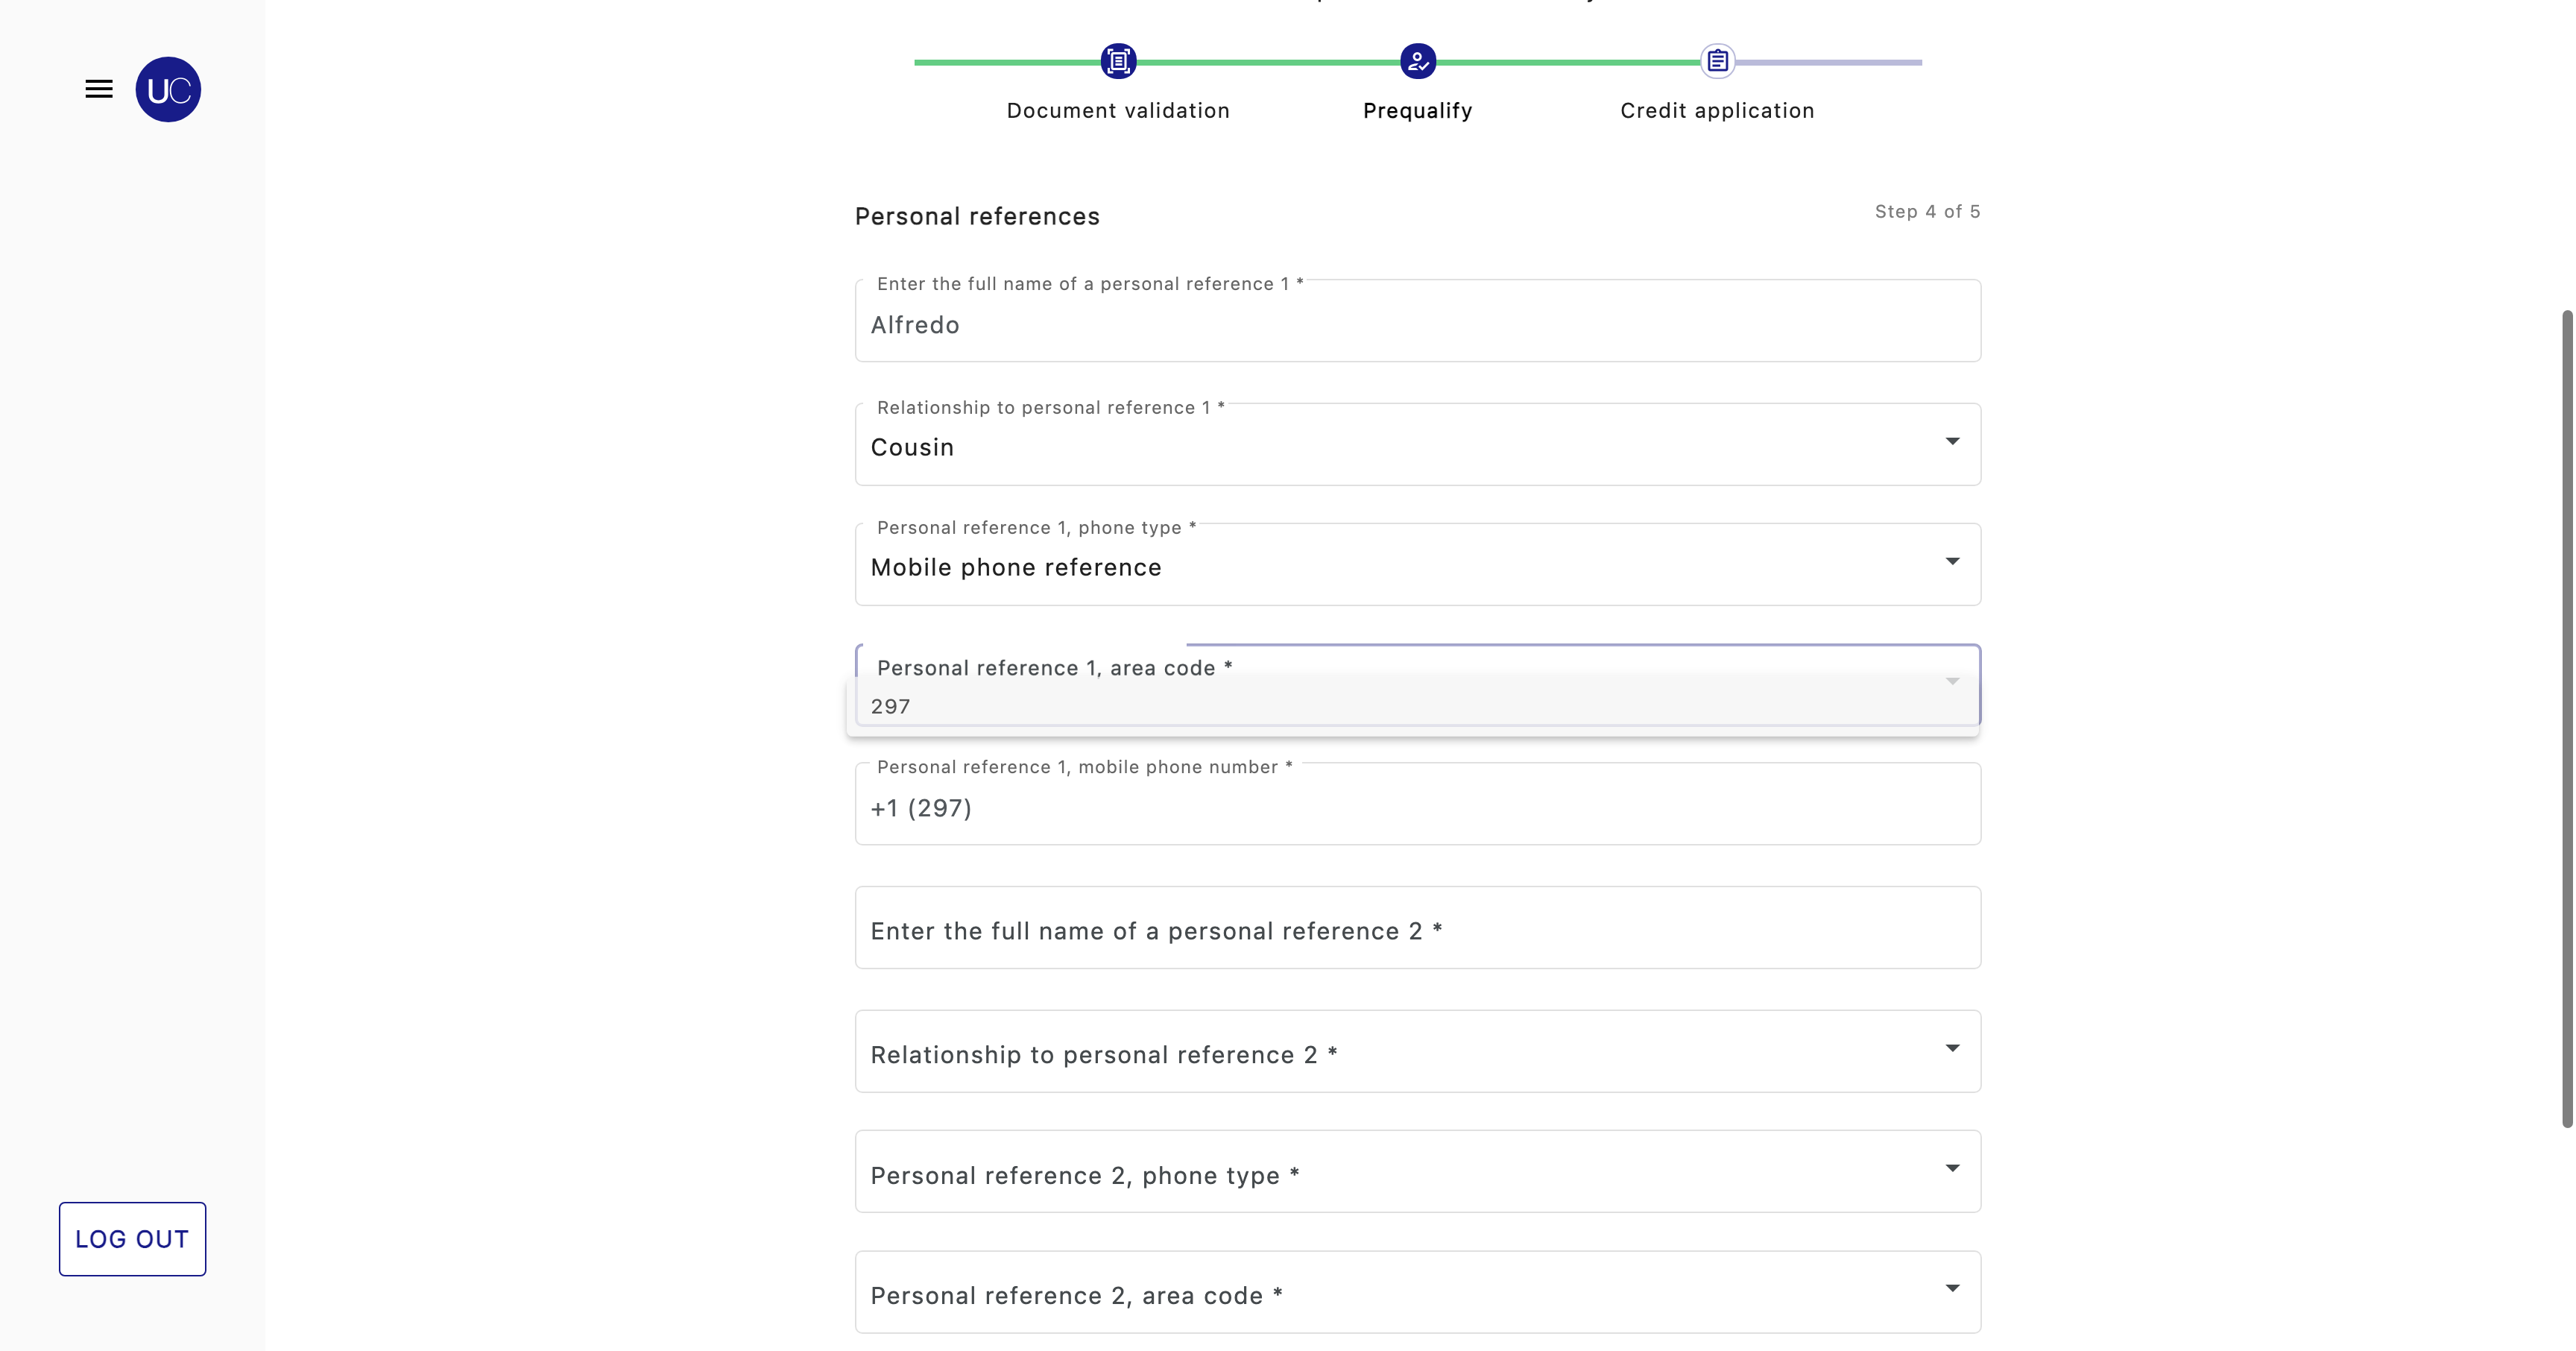 UC
Document validation
Prequalify
Credit application
Personal references
Step 4 of 5
Enter the full name of a personal reference 1 *
Alfredo
Relationship to personal reference 1 *
Cousin
Personal reference 1, phone type *
Mobile phone reference
Personal reference 1, area code *
297
Personal reference 1, mobile phone number *
+1 (297)
Enter the full name of a personal reference 2 *
Relationship to personal reference 2 *
Personal reference 2, phone type *
LOG OUT
Personal reference 2, area code *